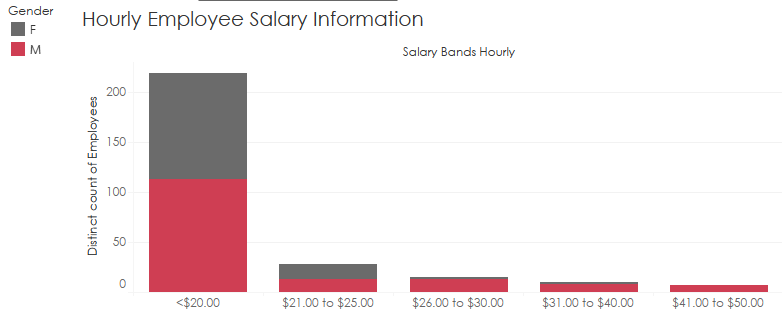 Gender
F
M
Hourly Employee Salary Information
Salary Bands Hourly
Distinct count of Employees
200
150
100
50
0
<$20.00
$21.00 to $25.00
$26.00 to $30.00
$31.00 to $40.00
$41.00 to $50.00